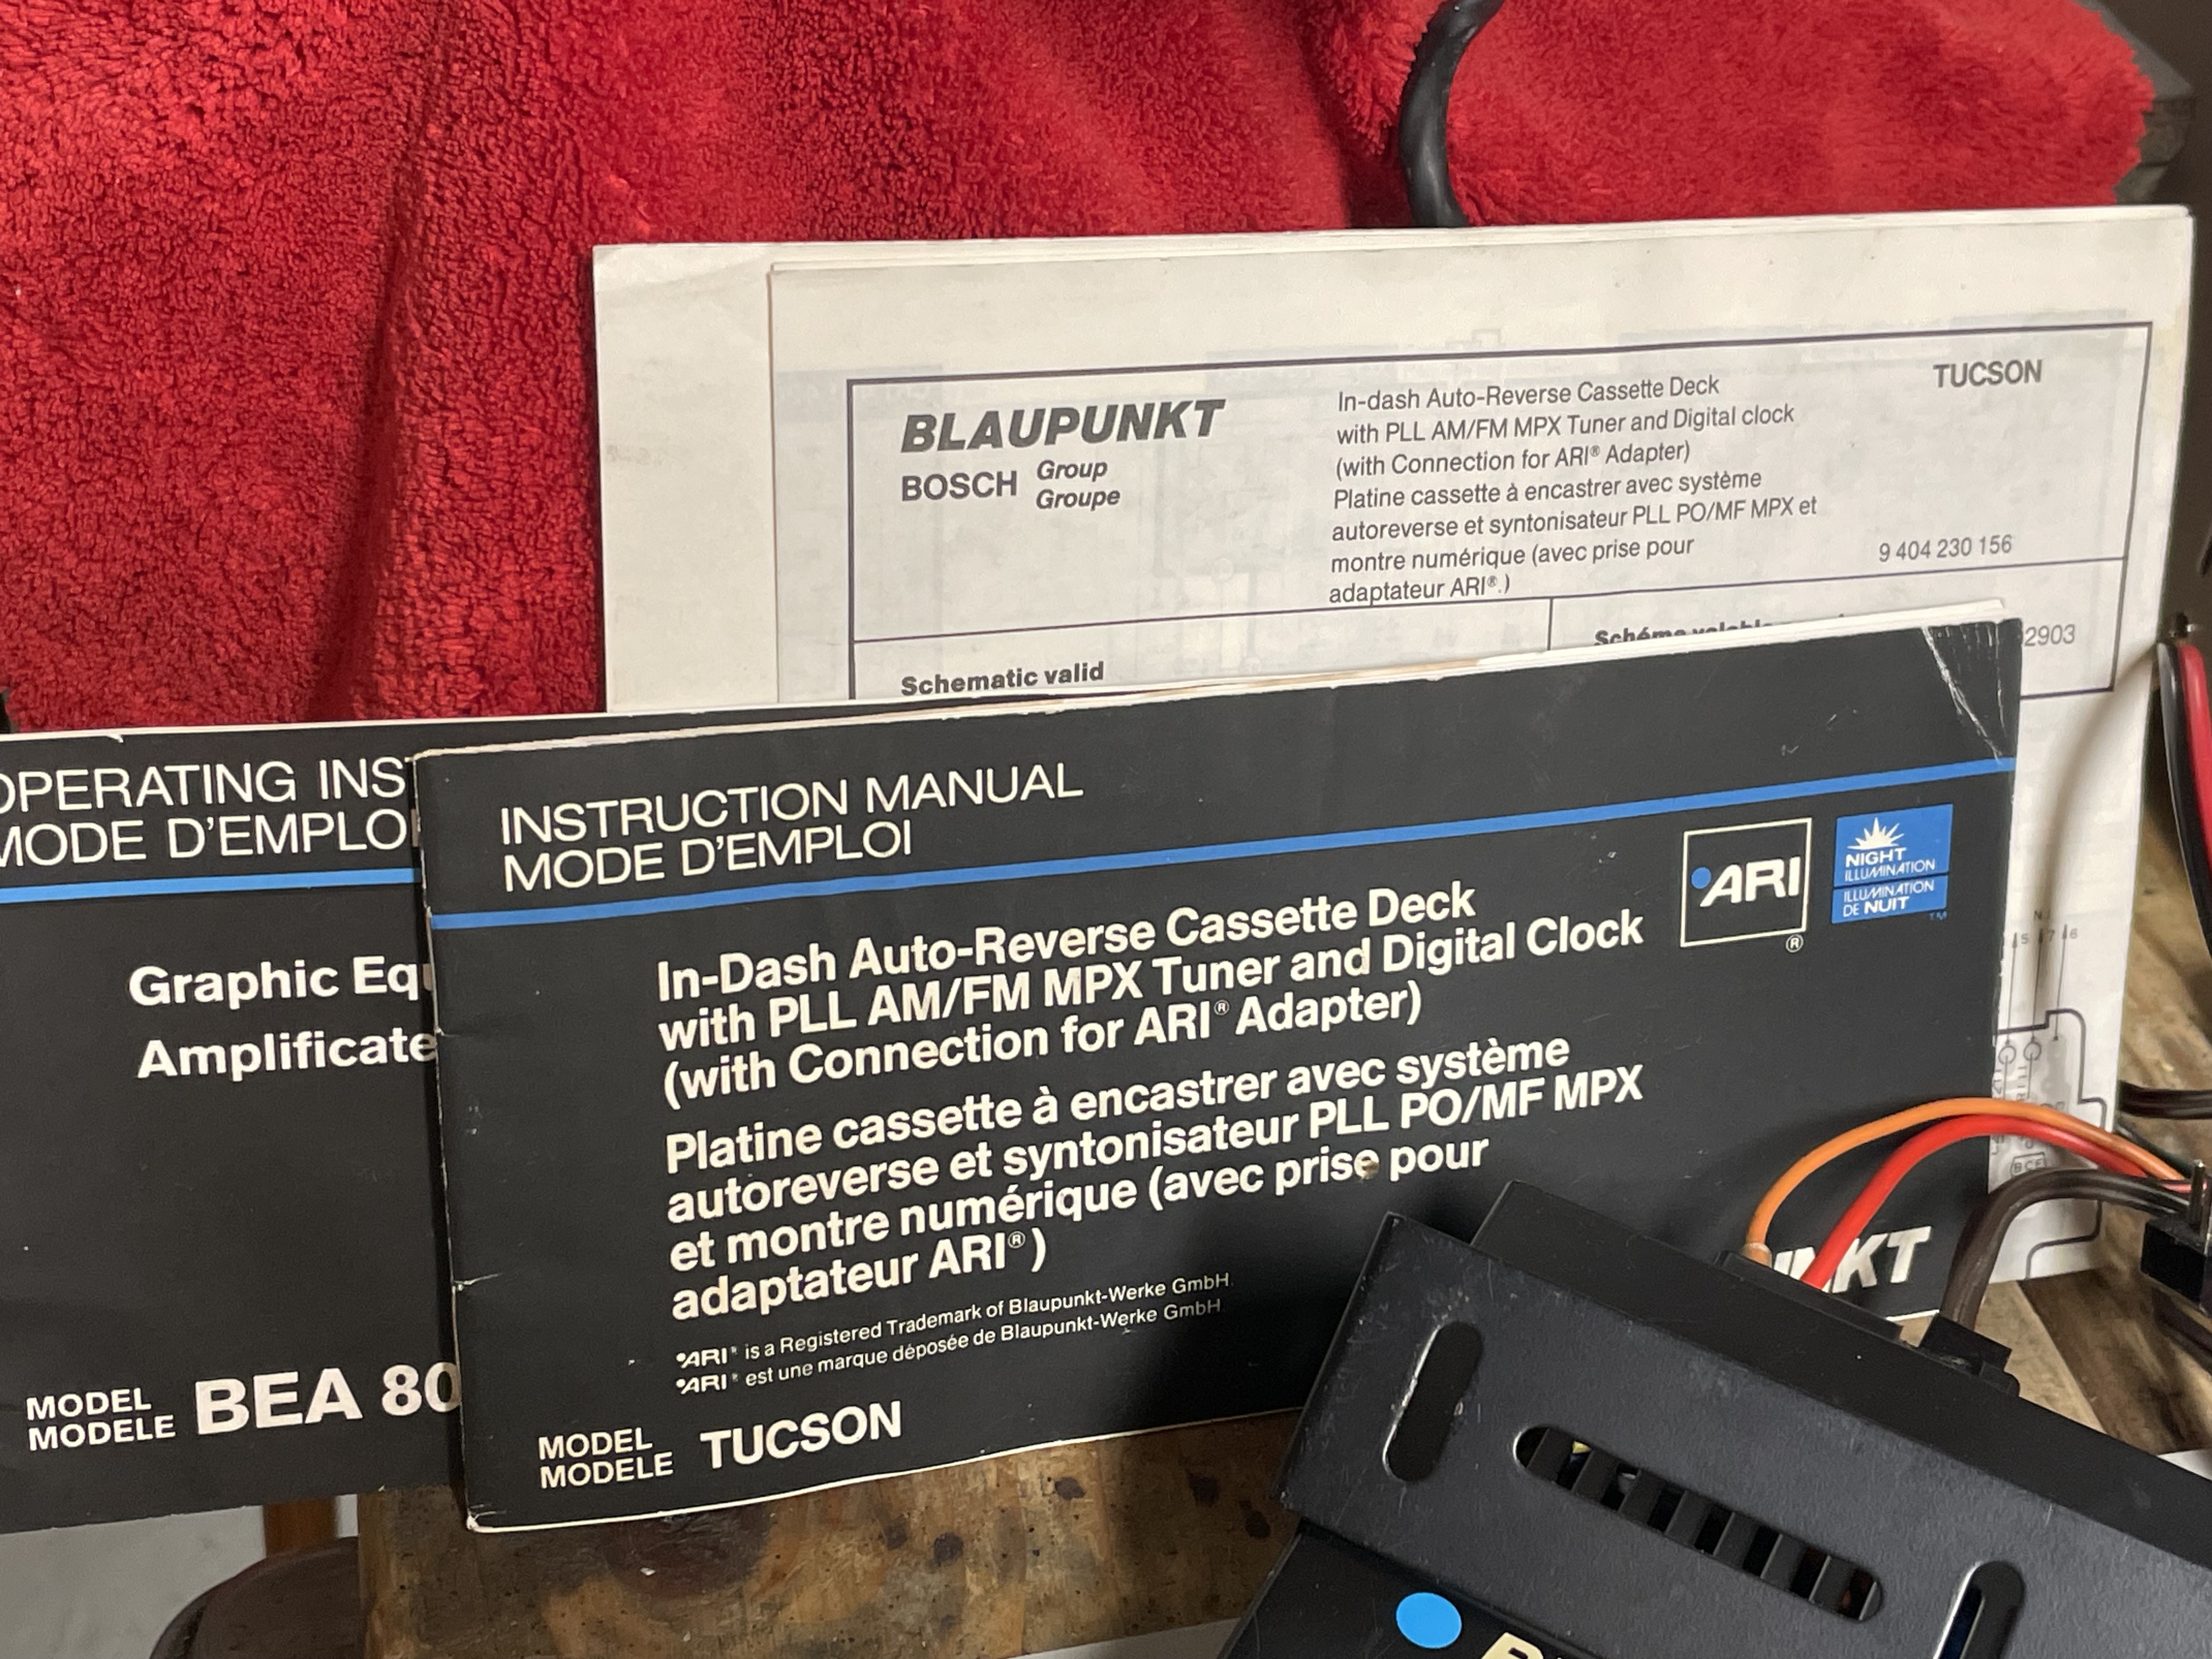 BLAUPUNKT
BOSCH Group
Groupe
In-dash Auto-Reverse Cassette Deck
with PLL AM/FM MPX Tuner and Digital clock
(with Connection for ARI® Adapter)
Platine cassette à encastrer avec système
autoreverse et syntonisateur PLL PO/MF MPX et
montre numérique (avec prise pour
adaptateur ARI®.)
TUCSON
9 404 230 156
Schematic valid
2903
OPERATING INS
MODE D'EMPLOI
Graphic Equ
Amplificate
MODEL
MODELE BEA 80
INSTRUCTION MANUAL
MODE D'EMPLOI
ARI®
NIGHT
ILLUMINATION
ILLUMINATION
DE NUIT
TM
In-Dash Auto-Reverse Cassette Deck
with PLL AM/FM MPX Tuner and Digital Clock
(with Connection for ARI® Adapter)
Platine cassette à encastrer avec système
autoreverse et syntonisateur PLL PO/MF MPX
et montre numérique (avec prise pour
adaptateur ARI®)
ARI® is a Registered Trademark of Blaupunkt-Werke GmbH.
ARI® est une marque déposée de Blaupunkt-Werke GmbH
MODEL
MODELE TUCSON
UNKT